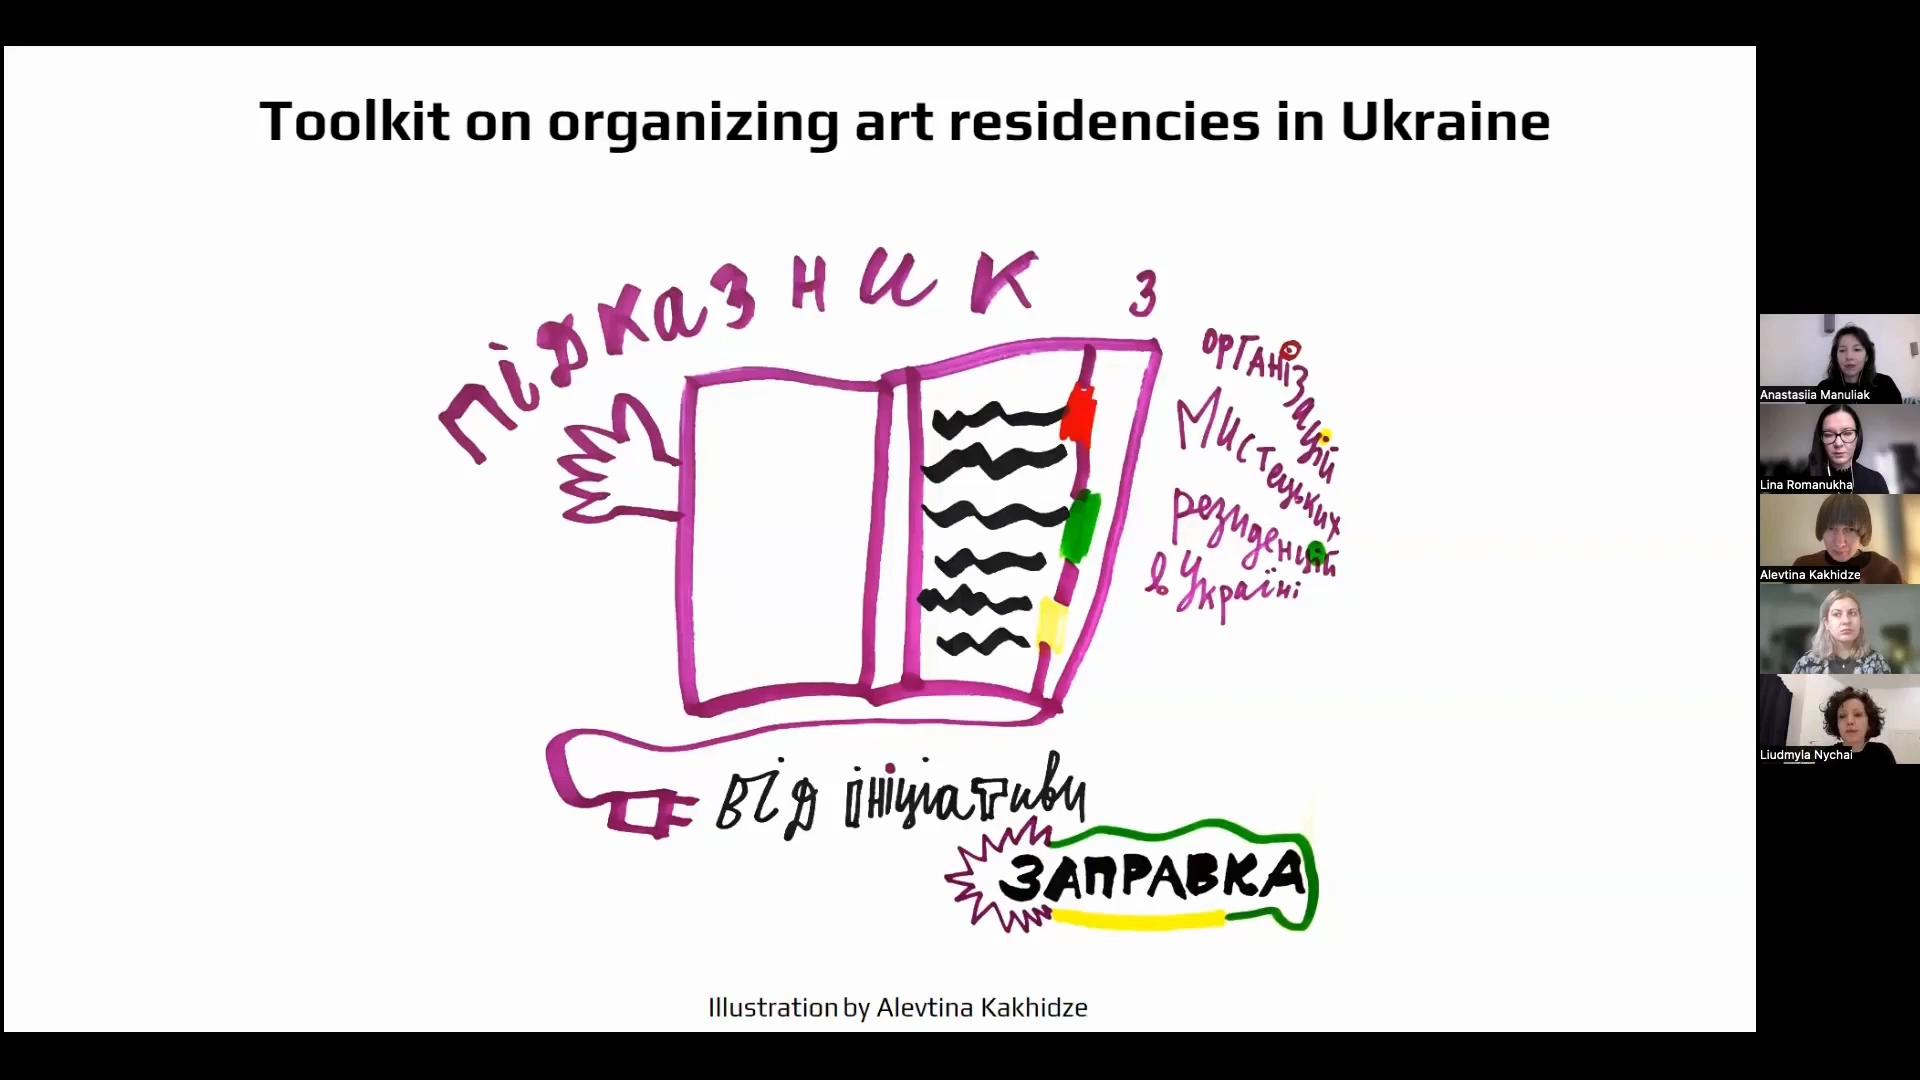 Toolkit on organizing art residencies in Ukraine
підказник з
організації
Мистецьких
резиденцій
в Україні
від ініціативи
ЗАПРАВКА
Illustration by Alevtina Kakhidze
Anastasiia Manuliak
Lina Romanukha
Alevtina Kakhidze
Liudmyla Nychai